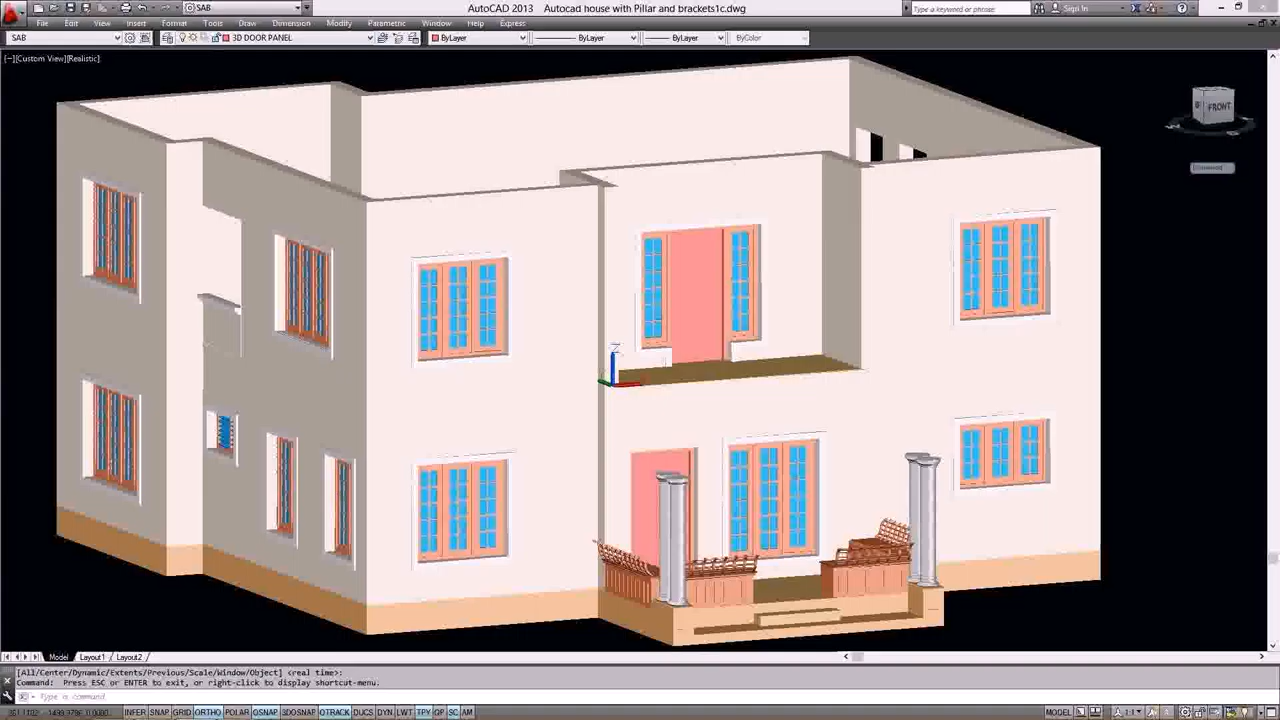 SAB
AutoCAD 2013 Autocad house with Pillar and brackets1c.dwg
Type a keyword or phrase
Sign In
File Edit View Insert Format Tools Draw Dimension Modify Parametric Window Help Express
SAB
3D DOOR PANEL
ByLayer
ByLayer
ByLayer
ByColor
[−][Custom View][Realistic]
FRONT
Z
Model Layout1 Layout2
[All/Center/Dynamic/Extents/Previous/Scale/Window/Object] <real time>:
Command: Press ESC or ENTER to exit, or right-click to display shortcut-menu.
Type a command
INFER SNAP GRID ORTHO POLAR OSNAP 3DOSNAP OTRACK DUCS DYN LWT TPY QP SC AM
MODEL
1:1